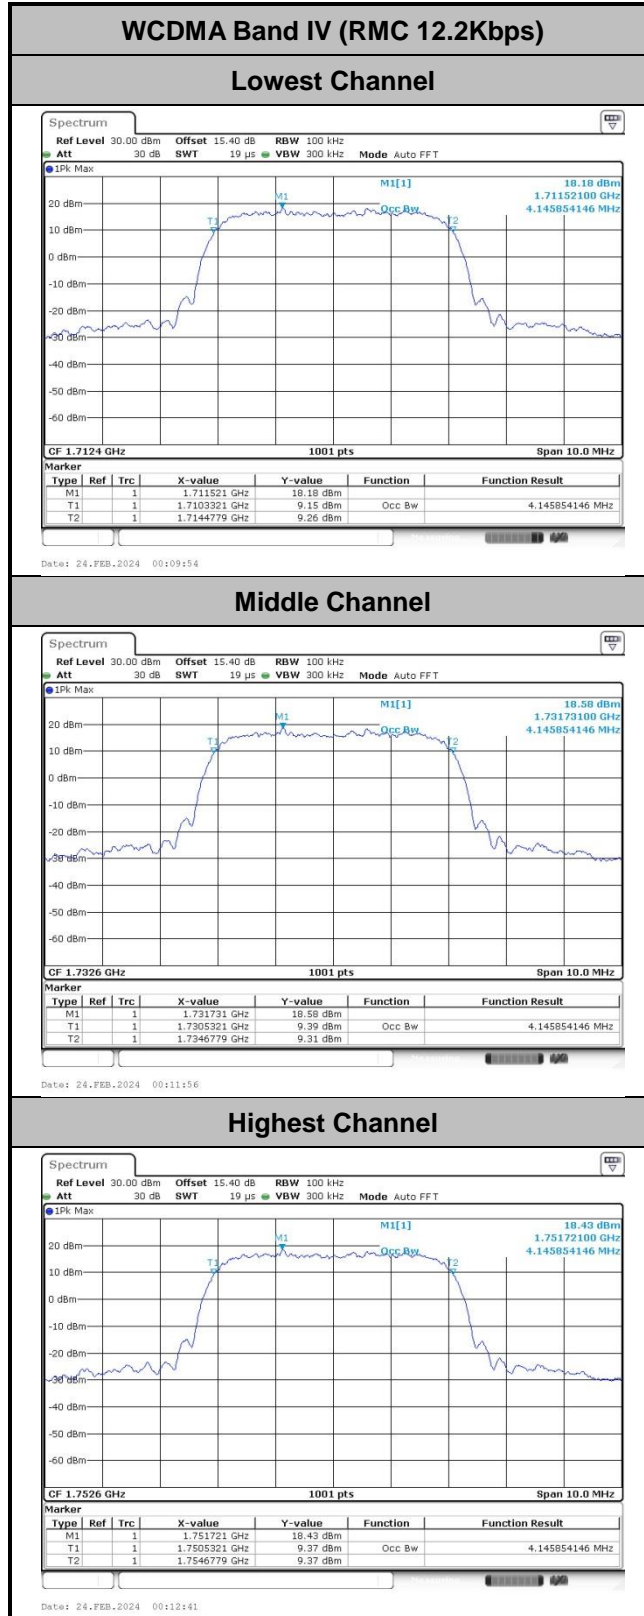 WCDMA Band IV (RMC 12.2Kbps)
Lowest Channel
Spectrum
Ref Level 30.00 dBm Offset 15.40 dB RBW 100 kHz
Att 30 dB SWT 19 µs VBW 300 kHz Mode Auto FFT
1Pk Max
M1[1] 18.18 dBm
1.71152100 GHz
Occ Bw 4.145854146 MHz
M1
T1
T2
20 dBm
10 dBm
0 dBm
-10 dBm
-20 dBm
-30 dBm
-40 dBm
-50 dBm
-60 dBm
CF 1.7124 GHz 1001 pts Span 10.0 MHz
Marker
Type Ref Trc X-value Y-value Function Function Result
M1 1 1.711521 GHz 18.18 dBm
T1 1 1.7103321 GHz 9.15 dBm Occ Bw 4.145854146 MHz
T2 1 1.7144779 GHz 9.26 dBm
Date: 24.FEB.2024 00:09:54
Middle Channel
Spectrum
Ref Level 30.00 dBm Offset 15.40 dB RBW 100 kHz
Att 30 dB SWT 19 µs VBW 300 kHz Mode Auto FFT
1Pk Max
M1[1] 18.58 dBm
1.73173100 GHz
Occ Bw 4.145854146 MHz
M1
T1
T2
20 dBm
10 dBm
0 dBm
-10 dBm
-20 dBm
-30 dBm
-40 dBm
-50 dBm
-60 dBm
CF 1.7326 GHz 1001 pts Span 10.0 MHz
Marker
Type Ref Trc X-value Y-value Function Function Result
M1 1 1.731731 GHz 18.58 dBm
T1 1 1.7305321 GHz 9.39 dBm Occ Bw 4.145854146 MHz
T2 1 1.7346779 GHz 9.31 dBm
Date: 24.FEB.2024 00:11:56
Highest Channel
Spectrum
Ref Level 30.00 dBm Offset 15.40 dB RBW 100 kHz
Att 30 dB SWT 19 µs VBW 300 kHz Mode Auto FFT
1Pk Max
M1[1] 18.43 dBm
1.75172100 GHz
Occ Bw 4.145854146 MHz
M1
T1
T2
20 dBm
10 dBm
0 dBm
-10 dBm
-20 dBm
-30 dBm
-40 dBm
-50 dBm
-60 dBm
CF 1.7526 GHz 1001 pts Span 10.0 MHz
Marker
Type Ref Trc X-value Y-value Function Function Result
M1 1 1.751721 GHz 18.43 dBm
T1 1 1.7505321 GHz 9.37 dBm Occ Bw 4.145854146 MHz
T2 1 1.7546779 GHz 9.37 dBm
Date: 24.FEB.2024 00:12:41